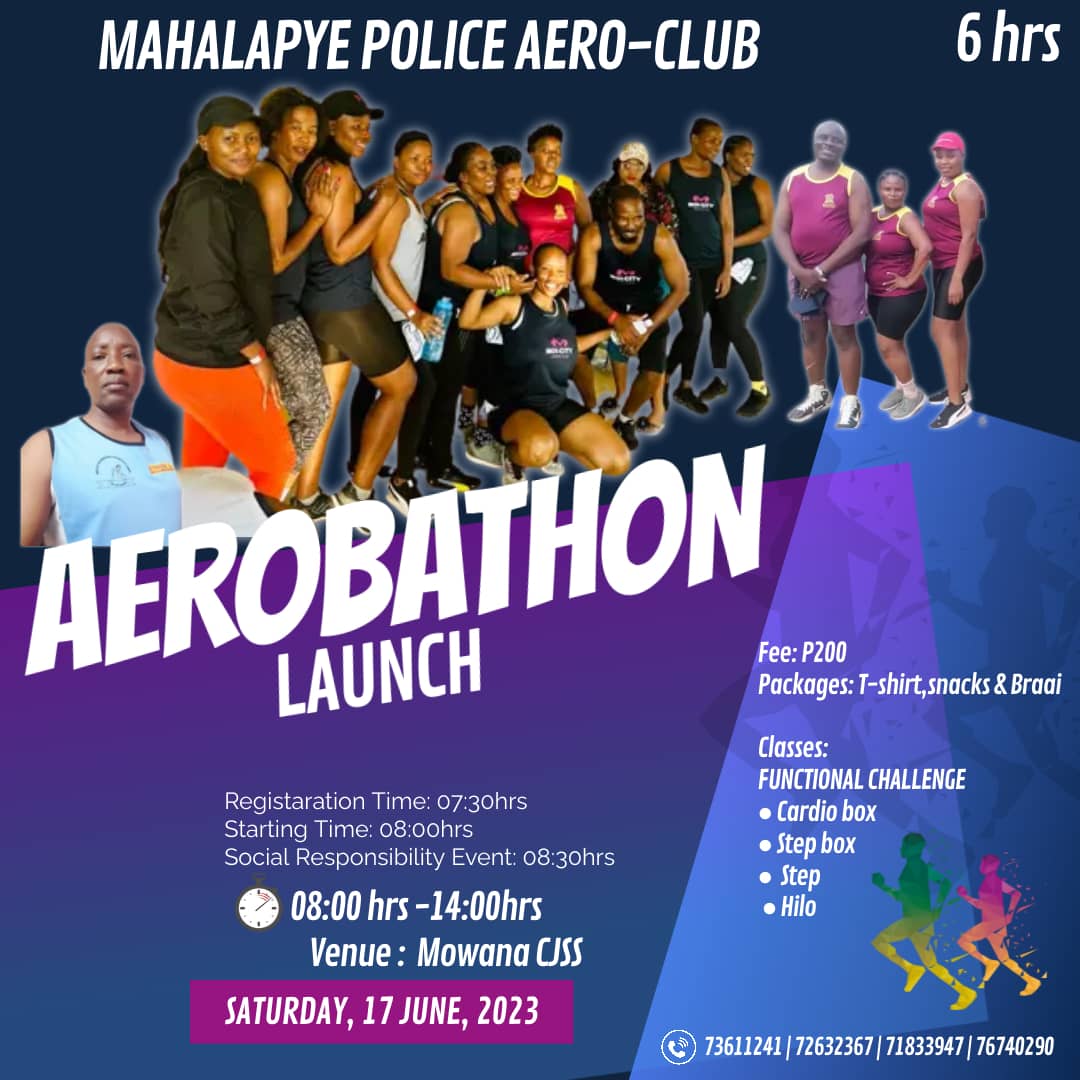 MAHALAPYE POLICE AERO-CLUB
6 hrs
AEROBATHON
LAUNCH
Fee: P200
Packages: T-shirt,snacks & Braai
Classes:
FUNCTIONAL CHALLENGE
• Cardio box
• Step box
• Step
• Hilo
Registaration Time: 07:30hrs
Starting Time: 08:00hrs
Social Responsibility Event: 08:30hrs
08:00 hrs -14:00hrs
Venue : Mowana CJSS
SATURDAY, 17 JUNE, 2023
73611241 | 72632367 | 71833947 | 76740290